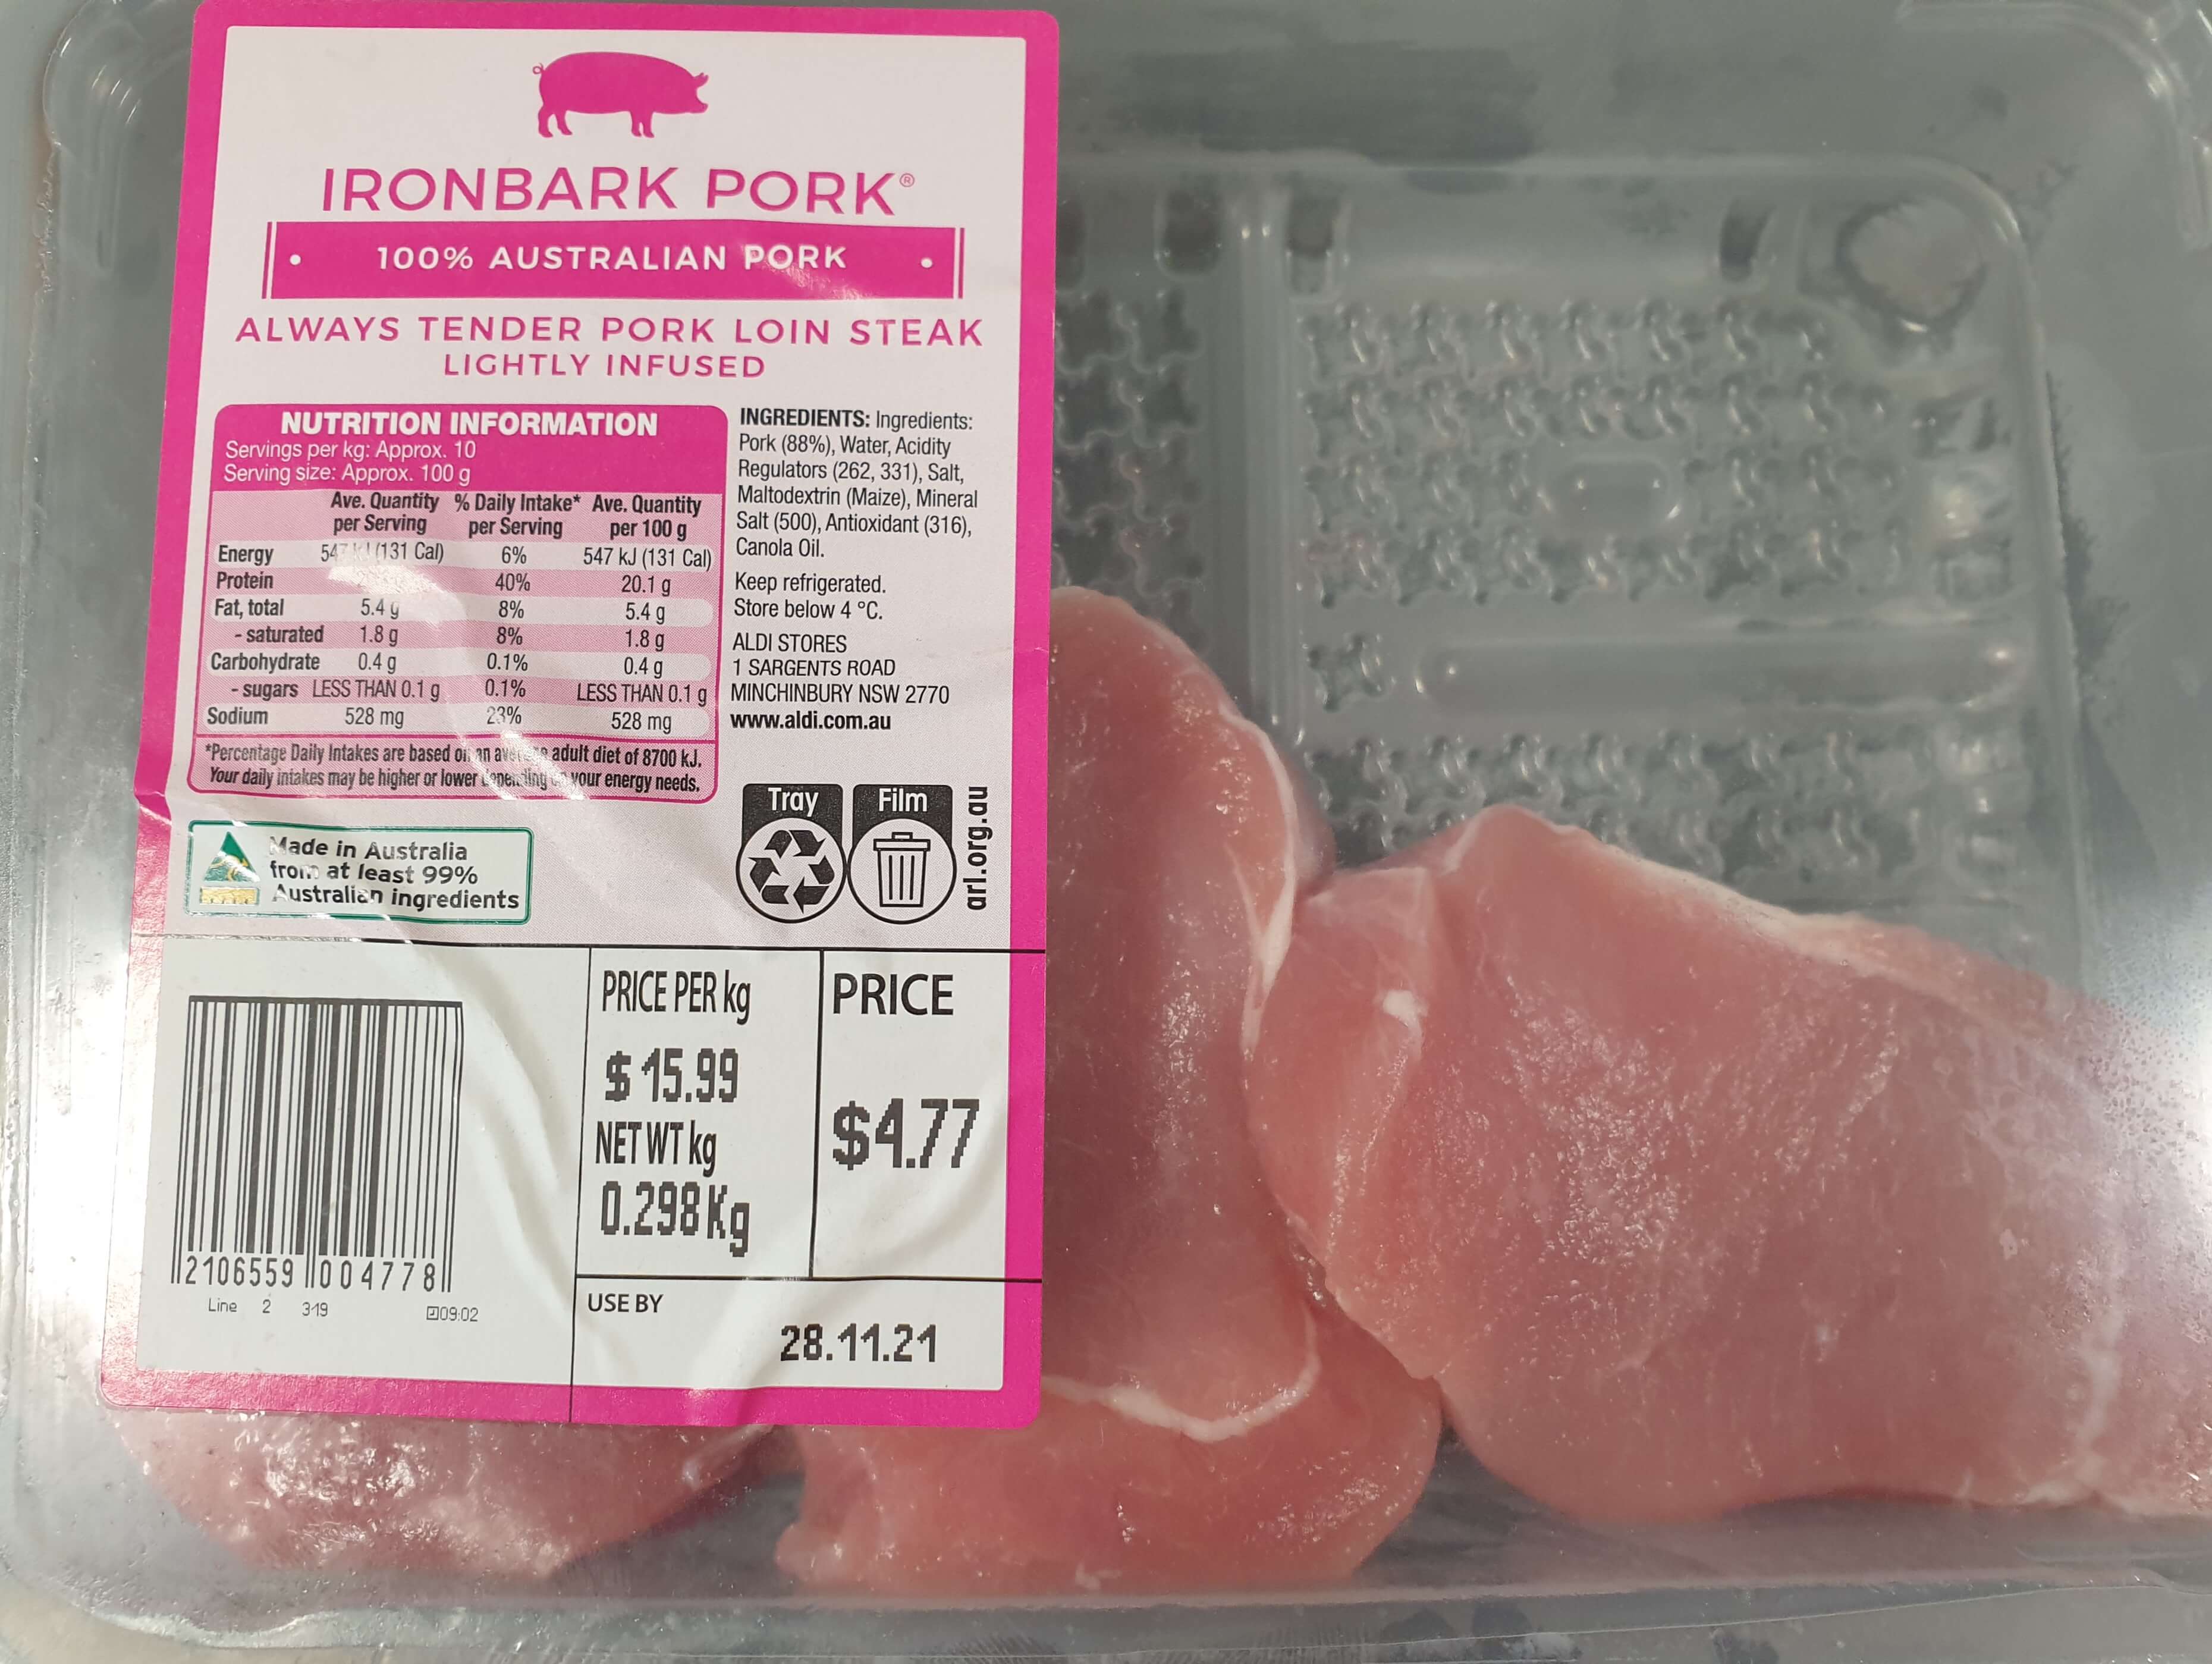 IRONBARK PORK®
100% AUSTRALIAN PORK
ALWAYS TENDER PORK LOIN STEAK
LIGHTLY INFUSED
NUTRITION INFORMATION
Servings per kg: Approx. 10
Serving size: Approx. 100 g
Ave. Quantity % Daily Intake* Ave. Quantity
per Serving per Serving per 100 g
Energy (131 Cal) 6% 547 kJ (131 Cal)
Protein 40% 20.1 g
Fat, total 5.4 g 8% 5.4 g
- saturated 1.8 g 8% 1.8 g
Carbohydrate 0.4 g 0.1% 0.4 g
- sugars LESS THAN 0.1 g 0.1% LESS THAN 0.1 g
Sodium 528 mg 23% 528 mg
*Percentage Daily Intakes are based on an average adult diet of 8700 kJ.
Your daily intakes may be higher or lower depending on your energy needs.
INGREDIENTS: Ingredients:
Pork (88%), Water, Acidity
Regulators (262, 331), Salt,
Maltodextrin (Maize), Mineral
Salt (500), Antioxidant (316),
Canola Oil.
Keep refrigerated.
Store below 4 °C.
ALDI STORES
1 SARGENTS ROAD
MINCHINBURY NSW 2770
www.aldi.com.au
Made in Australia
from at least 99%
Australian ingredients
Tray Film
arl.org.au
PRICE PER kg
$15.99
NET WT kg
0.298Kg
PRICE
$4.77
2106559 004778
Line 2 319 09:02
USE BY
28.11.21